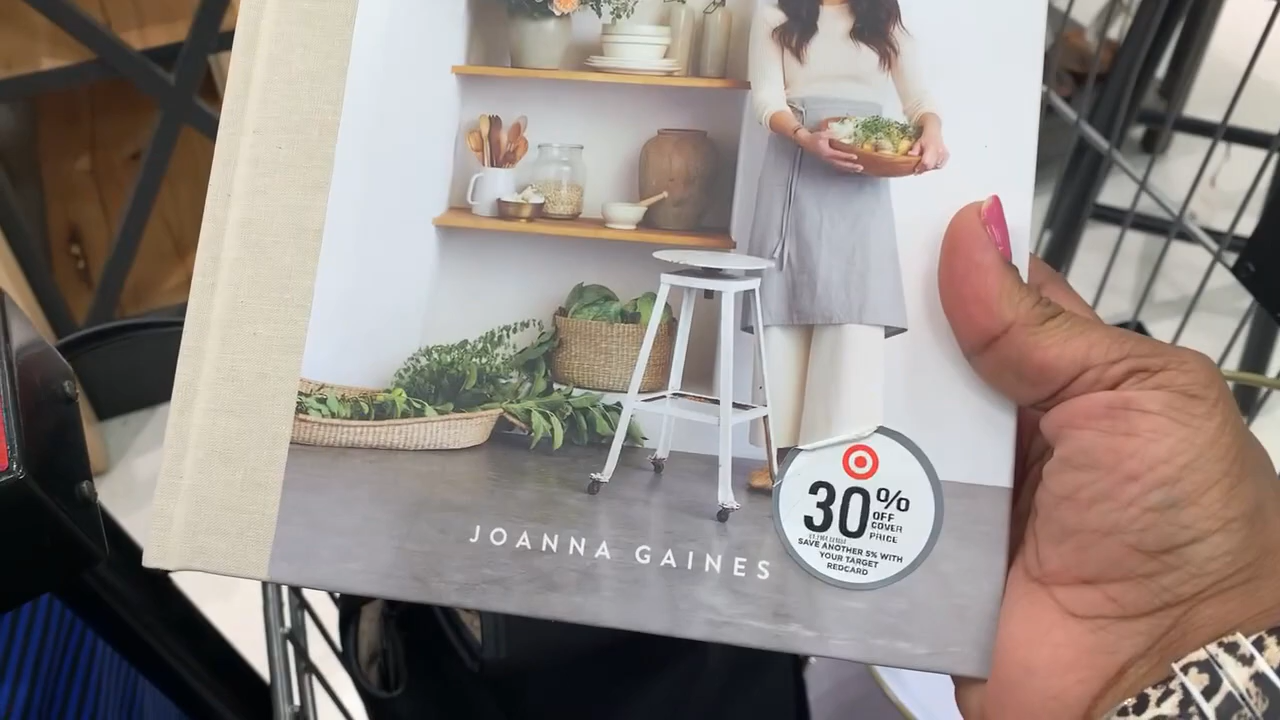 JOANNA GAINES
30%
OFF
COVER
PRICE
SAVE ANOTHER 5% WITH
YOUR TARGET
REDCARD